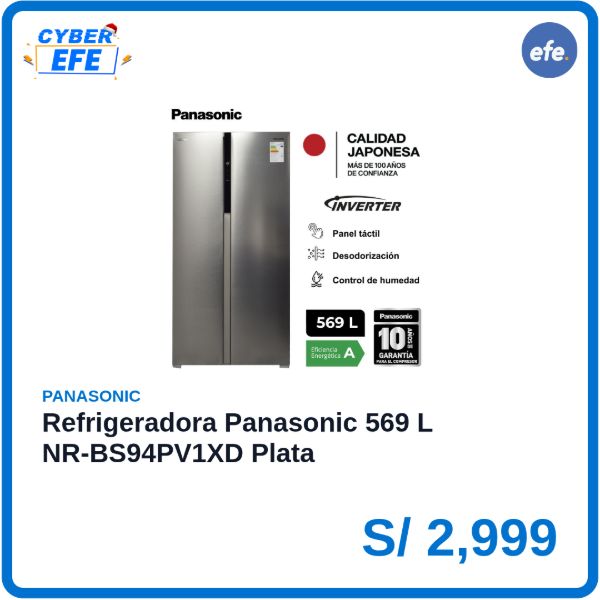 CYBER
EFE
efe.
Panasonic
CALIDAD
JAPONESA
MÁS DE 100 AÑOS
DE CONFIANZA
INVERTER
Panel táctil
Desodorización
Control de humedad
569 L
Eficiencia
Energética
A
Panasonic
10 AÑOS DE
GARANTÍA
PARA EL COMPRESOR
PANASONIC
Refrigeradora Panasonic 569 L
NR-BS94PV1XD Plata
S/ 2,999